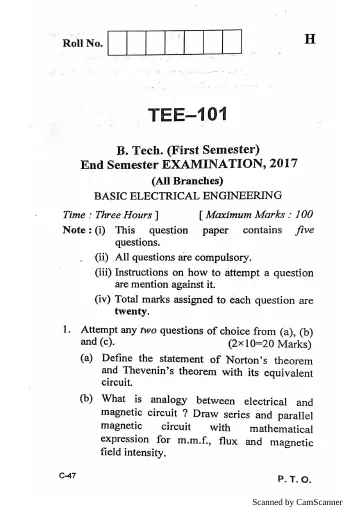 Roll No.
H
TEE–101
B. Tech. (First Semester)
End Semester EXAMINATION, 2017
(All Branches)
BASIC ELECTRICAL ENGINEERING
Time : Three Hours ] [ Maximum Marks : 100
Note : (i) This question paper contains five
questions.
(ii) All questions are compulsory.
(iii) Instructions on how to attempt a question
are mention against it.
(iv) Total marks assigned to each question are
twenty.
1. Attempt any two questions of choice from (a), (b)
and (c). (2×10=20 Marks)
(a) Define the statement of Norton's theorem
and Thevenin's theorem with its equivalent
circuit.
(b) What is analogy between electrical and
magnetic circuit ? Draw series and parallel
magnetic circuit with mathematical
expression for m.m.f., flux and magnetic
field intensity.
C-47
P. T. O.
Scanned by CamScanner